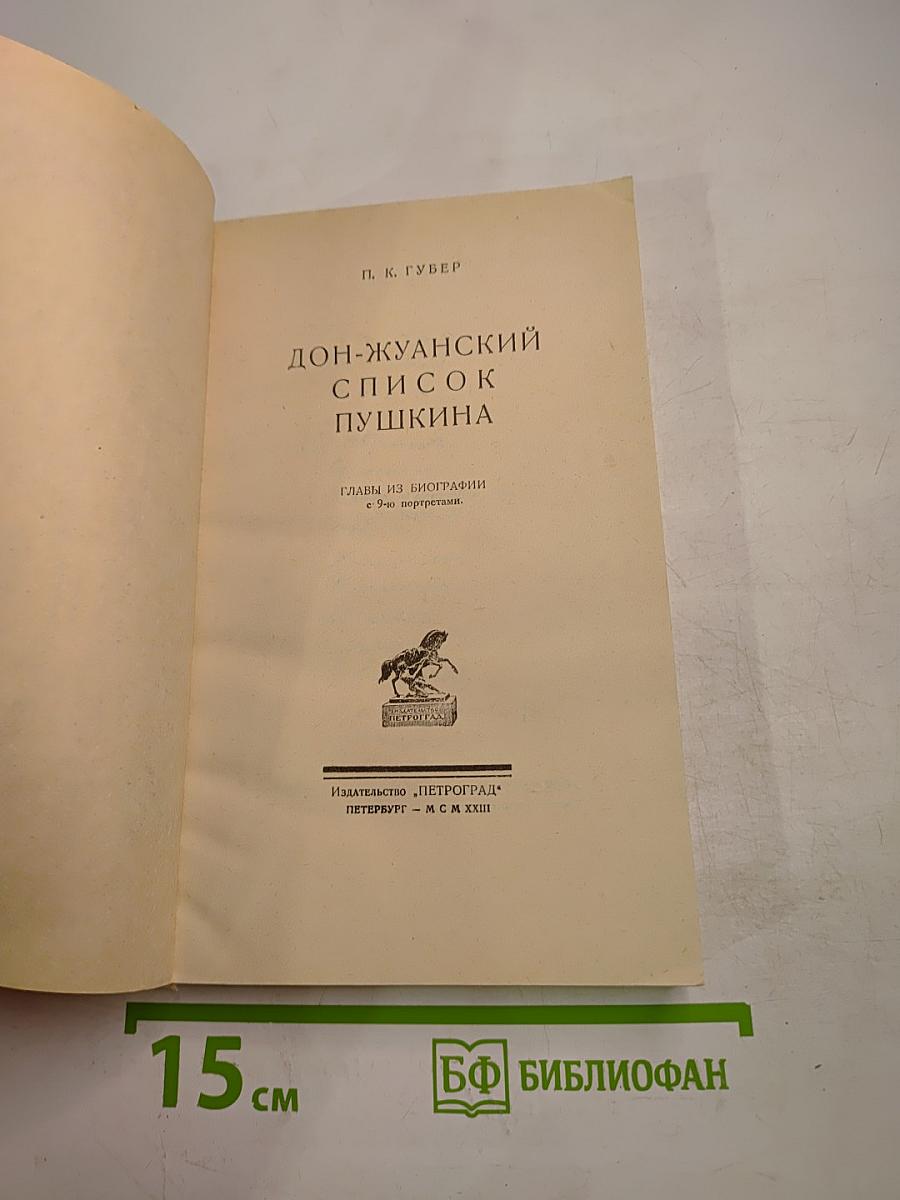 П. К. ГУБЕР
ДОН-ЖУАНСКИЙ
СПИСОК
ПУШКИНА
ГЛАВЫ ИЗ БИОГРАФИИ
с 9-ю портретами.
ИЗДАТЕЛЬСТВО
ПЕТРОГРАД
Издательство „ПЕТРОГРАД“
ПЕТЕРБУРГ — M C M XXIII
15 см
БФ БИБЛИОФАН